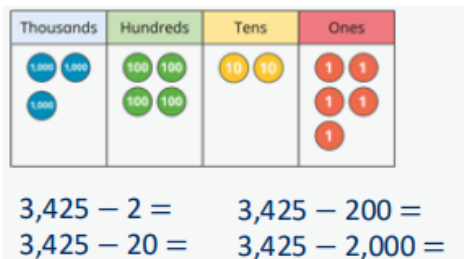 Thousands Hundreds Tens Ones
1,000 1,000 100 100 10 10 1 1
1,000 100 100 1 1
1
3,425 − 2 = 3,425 − 200 =
3,425 − 20 = 3,425 − 2,000 =